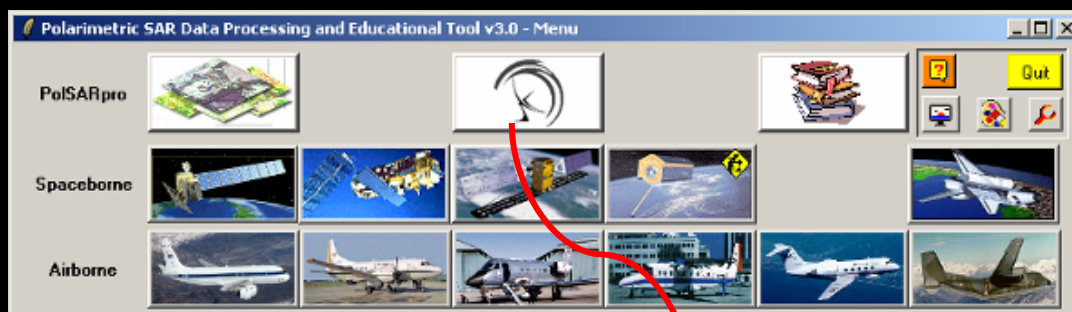 Polarimetric SAR Data Processing and Educational Tool v3.0 - Menu
PolSARpro
?
Quit
Spaceborne
Airborne